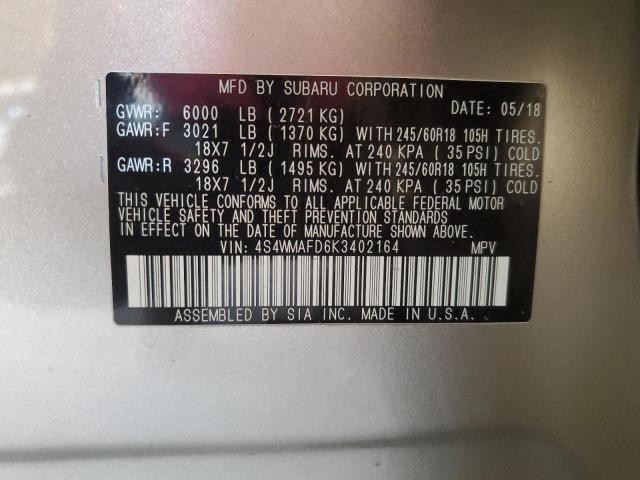 MFD BY SUBARU CORPORATION
GVWR: 6000 LB (2721 KG) DATE: 05/18
GAWR:F 3021 LB (1370 KG) WITH 245/60R18 105H TIRES.
18X7 1/2J RIMS. AT 240 KPA (35 PSI) COLD
GAWR:R 3296 LB (1495 KG) WITH 245/60R18 105H TIRES.
18X7 1/2J RIMS. AT 240 KPA (35 PSI) COLD
THIS VEHICLE CONFORMS TO ALL APPLICABLE FEDERAL MOTOR
VEHICLE SAFETY AND THEFT PREVENTION STANDARDS
IN EFFECT ON THE DATE OF MANUFACTURE SHOWN ABOVE.
VIN: 4S4WMAFD6K3402164 MPV
ASSEMBLED BY SIA INC. MADE IN U.S.A.